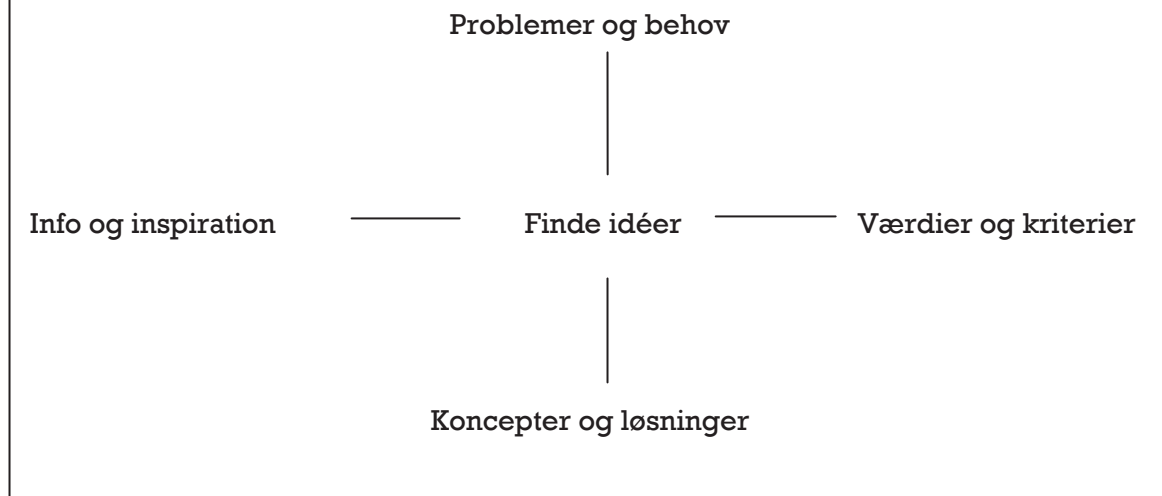 Problemer og behov
Info og inspiration
Finde idéer
Værdier og kriterier
Koncepter og løsninger